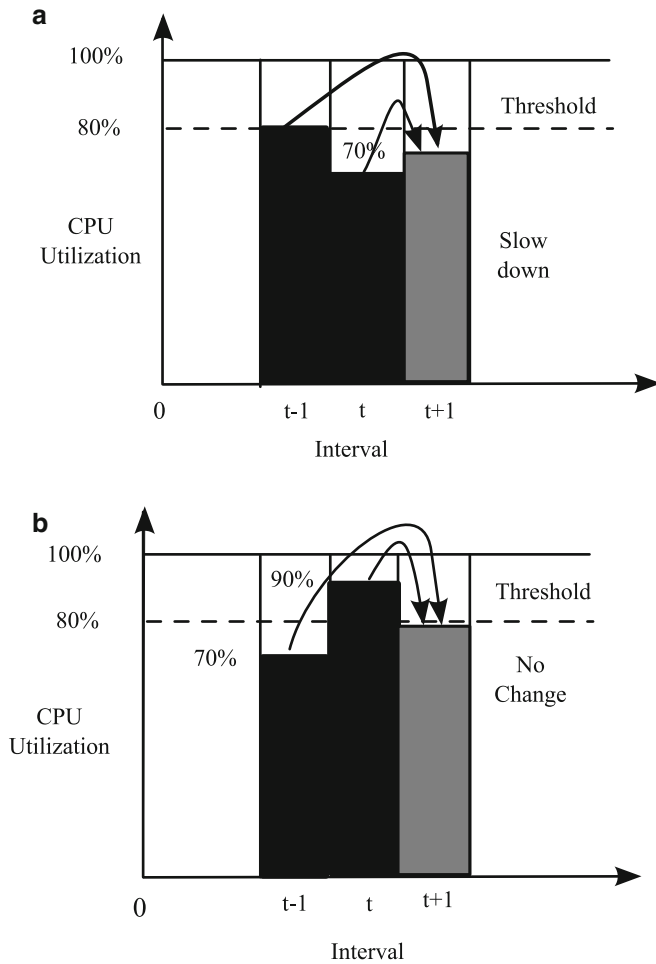 a
100%
Threshold
80%
70%
CPU
Utilization
Slow
down
0
t-1
t
t+1
Interval
b
100%
90%
Threshold
80%
70%
No
Change
CPU
Utilization
0
t-1
t
t+1
Interval